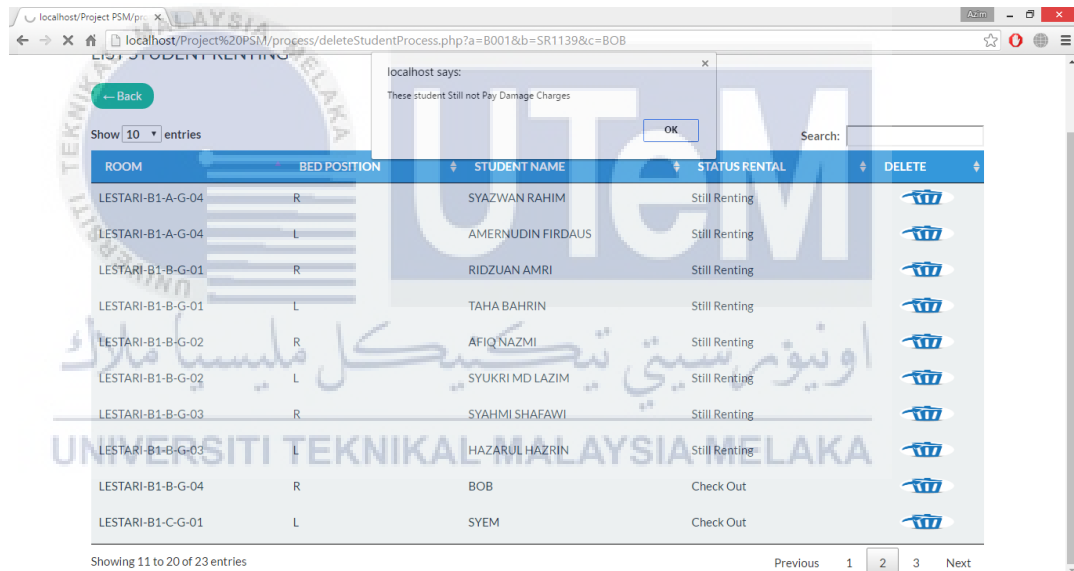 localhost/Project PSM/pr
Azim
localhost/Project%20PSM/process/deleteStudentProcess.php?a=B001&b=SR1139&c=BOB
LIST STUDENT RENTING
localhost says:
These student Still not Pay Damage Charges
OK
←Back
Show 10 entries
Search:
ROOM BED POSITION STUDENT NAME STATUS RENTAL DELETE
LESTARI-B1-A-G-04 R SYAZWAN RAHIM Still Renting
LESTARI-B1-A-G-04 L AMERNUDIN FIRDAUS Still Renting
LESTARI-B1-B-G-01 R RIDZUAN AMRI Still Renting
LESTARI-B1-B-G-01 L TAHA BAHRIN Still Renting
LESTARI-B1-B-G-02 R AFIQ NAZMI Still Renting
LESTARI-B1-B-G-02 L SYUKRI MD LAZIM Still Renting
LESTARI-B1-B-G-03 R SYAHMI SHAFAWI Still Renting
LESTARI-B1-B-G-03 L HAZARUL HAZRIN Still Renting
LESTARI-B1-B-G-04 R BOB Check Out
LESTARI-B1-C-G-01 L SYEM Check Out
Showing 11 to 20 of 23 entries
Previous 1 2 3 Next
UTeM
اونيورسيتي تيكنيكل مليسيا ملاك
UNIVERSITI TEKNIKAL MALAYSIA MELAKA